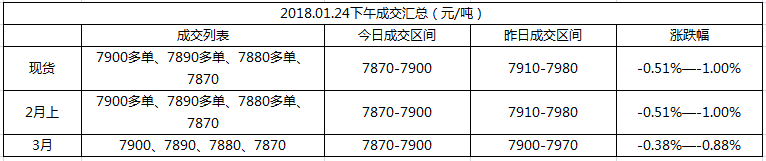 2018.01.24下午成交汇总（元/吨）
成交列表 今日成交区间 昨日成交区间 涨跌幅
现货 7900多单、7890多单、7880多单、7870 7870-7900 7910-7980 -0.51%—-1.00%
2月上 7900多单、7890多单、7880多单、7870 7870-7900 7910-7980 -0.51%—-1.00%
3月 7900、7890、7880、7870 7870-7900 7900-7970 -0.38%—-0.88%